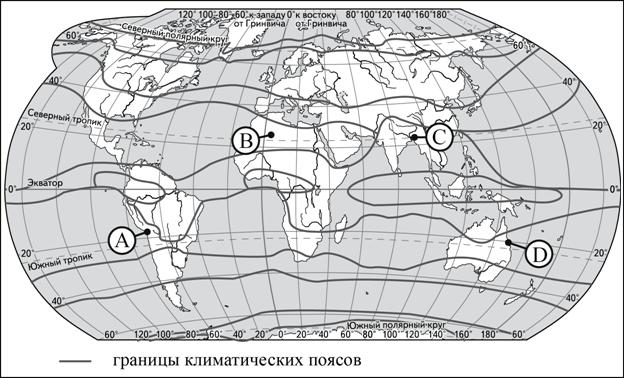 120° 100° 80° 60° к западу 0° к востоку 80° 100° 120° 140° 160° 180°
от Гринвича от Гринвича
Северный полярный круг
60° 60°
40° 40°
Северный тропик
20° 20°
B C
Экватор
0° 0°
A D
20° 20°
Южный тропик
40° 40°
Южный полярный круг
60° 120° 100° 80° 60° 40° 20° 0° 20° 40° 60° 80° 100° 120° 140° 160° 180° 60°
границы климатических поясов